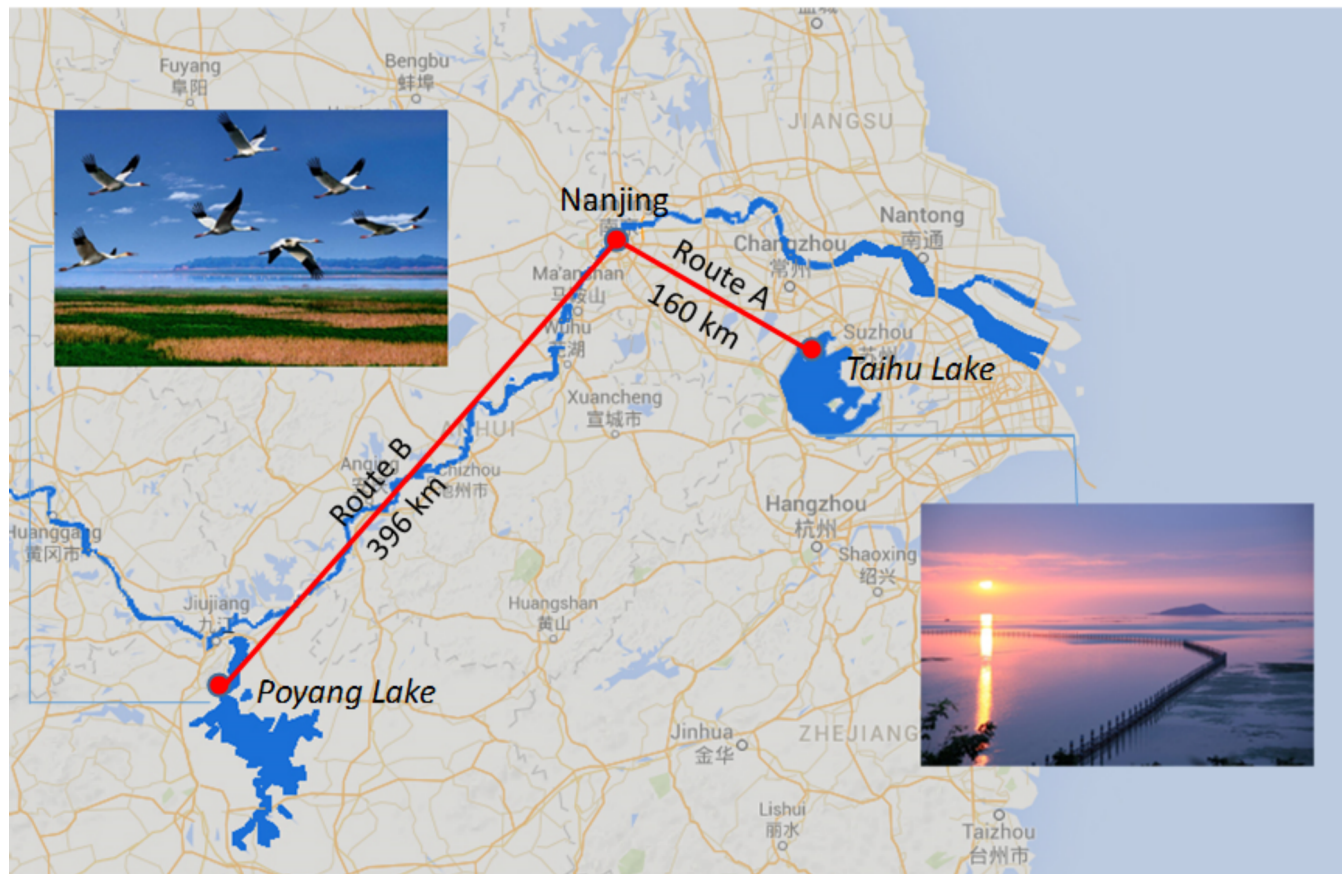 Fuyang
阜阳
Bengbu
蚌埠
JIANGSU
Nanjing
Nantong
南通
Changzhou
常州
Route A
160 km
Ma'anshan
马鞍山
Wuhu
芜湖
Suzhou
Taihu Lake
Xuancheng
宣城市
Route B
396 km
Anqing
Chizhou
池州市
Hangzhou
杭州
Shaoxing
绍兴
Huanggang
黄冈市
Jiujiang
九江
Huangshan
黄山
Poyang Lake
Jinhua
金华
ZHEJIANG
Lishui
丽水
Taizhou
台州市